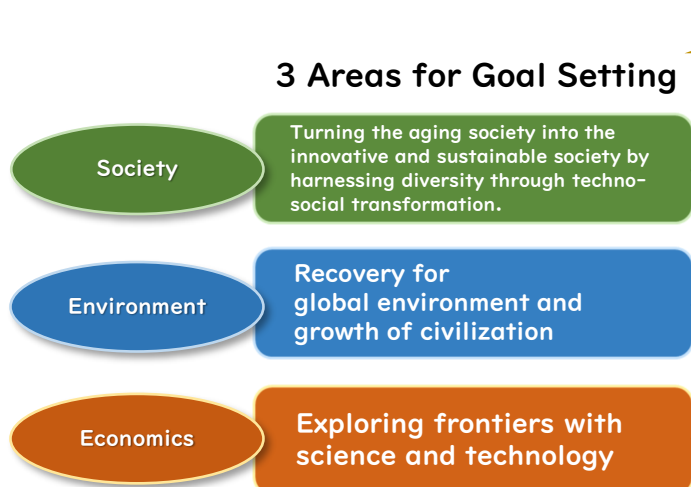 3 Areas for Goal Setting
Society
Turning the aging society into the
innovative and sustainable society by
harnessing diversity through techno-
social transformation.
Environment
Recovery for
global environment and
growth of civilization
Economics
Exploring frontiers with
science and technology